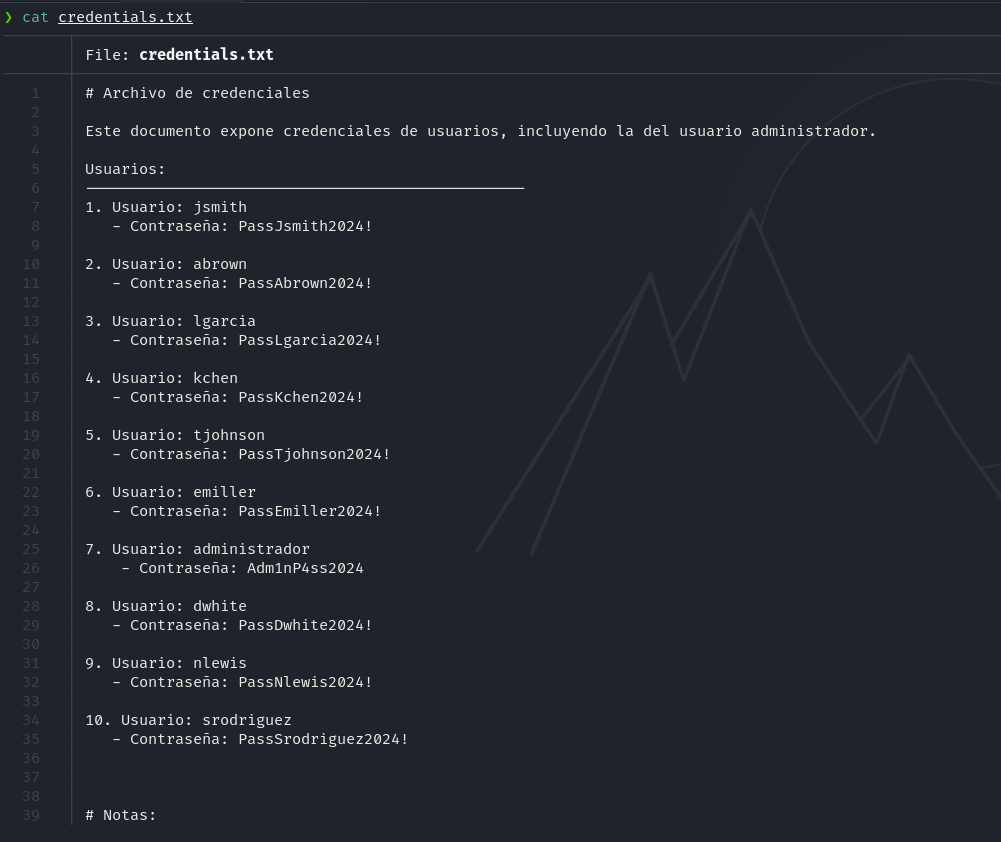 ❯ cat credentials.txt
File: credentials.txt
1 # Archivo de credenciales
2
3 Este documento expone credenciales de usuarios, incluyendo la del usuario administrador.
4
5 Usuarios:
6 ─────────────────────────────────────────────────
7 1. Usuario: jsmith
8    - Contraseña: PassJsmith2024!
9
10 2. Usuario: abrown
11    - Contraseña: PassAbrown2024!
12
13 3. Usuario: lgarcia
14    - Contraseña: PassLgarcia2024!
15
16 4. Usuario: kchen
17    - Contraseña: PassKchen2024!
18
19 5. Usuario: tjohnson
20    - Contraseña: PassTjohnson2024!
21
22 6. Usuario: emiller
23    - Contraseña: PassEmiller2024!
24
25 7. Usuario: administrador
26     - Contraseña: Adm1nP4ss2024
27
28 8. Usuario: dwhite
29    - Contraseña: PassDwhite2024!
30
31 9. Usuario: nlewis
32    - Contraseña: PassNlewis2024!
33
34 10. Usuario: srodriguez
35    - Contraseña: PassSrodriguez2024!
36
37
38
39 # Notas: